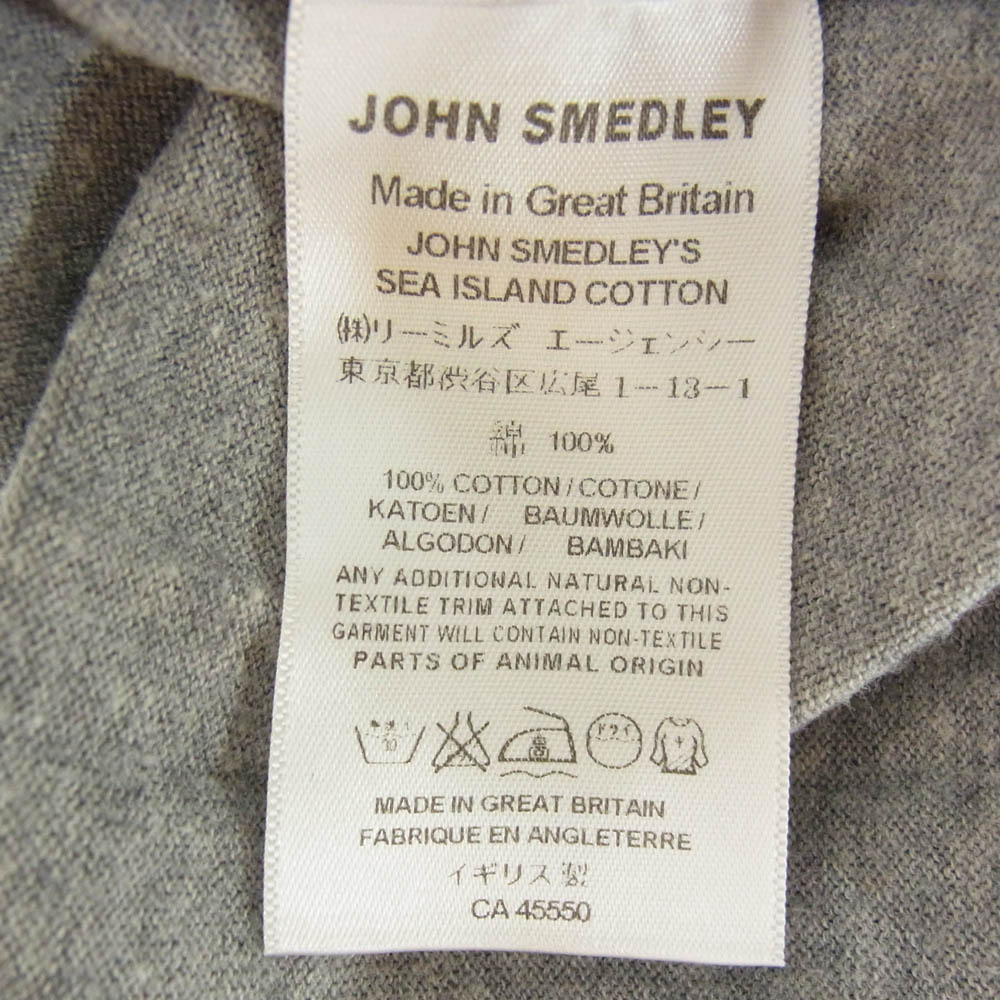 JOHN SMEDLEY
Made in Great Britain
JOHN SMEDLEY'S
SEA ISLAND COTTON
㈱リーミルズ エージェンシー
東京都渋谷区広尾1-13-1
綿 100%
100% COTTON / COTONE /
KATOEN / BAUMWOLLE /
ALGODON / BAMBAKI
ANY ADDITIONAL NATURAL NON-
TEXTILE TRIM ATTACHED TO THIS
GARMENT WILL CONTAIN NON-TEXTILE
PARTS OF ANIMAL ORIGIN
MADE IN GREAT BRITAIN
FABRIQUE EN ANGLETERRE
イギリス製
CA 45550